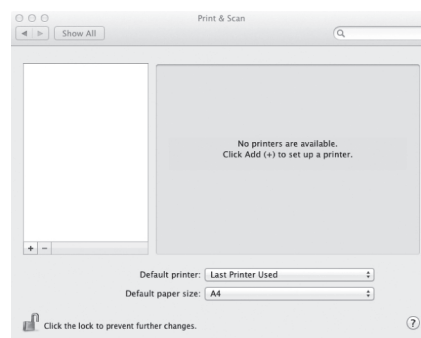 Print & Scan
Show All
No printers are available.
Click Add (+) to set up a printer.
+ −
Default printer: Last Printer Used
Default paper size: A4
Click the lock to prevent further changes.
?